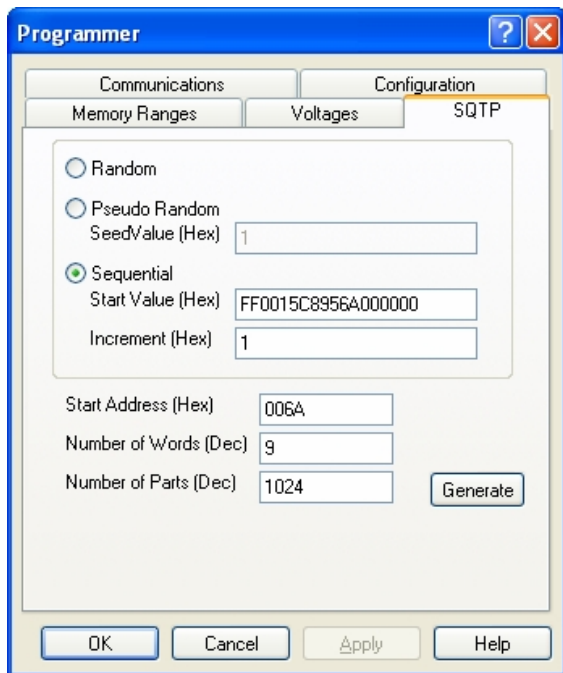 Programmer
Communications Configuration
Memory Ranges Voltages SQTP
Random
Pseudo Random
SeedValue (Hex) 1
Sequential
Start Value (Hex) FF0015C8956A000000
Increment (Hex) 1
Start Address (Hex) 006A
Number of Words (Dec) 9
Number of Parts (Dec) 1024
Generate
OK Cancel Apply Help